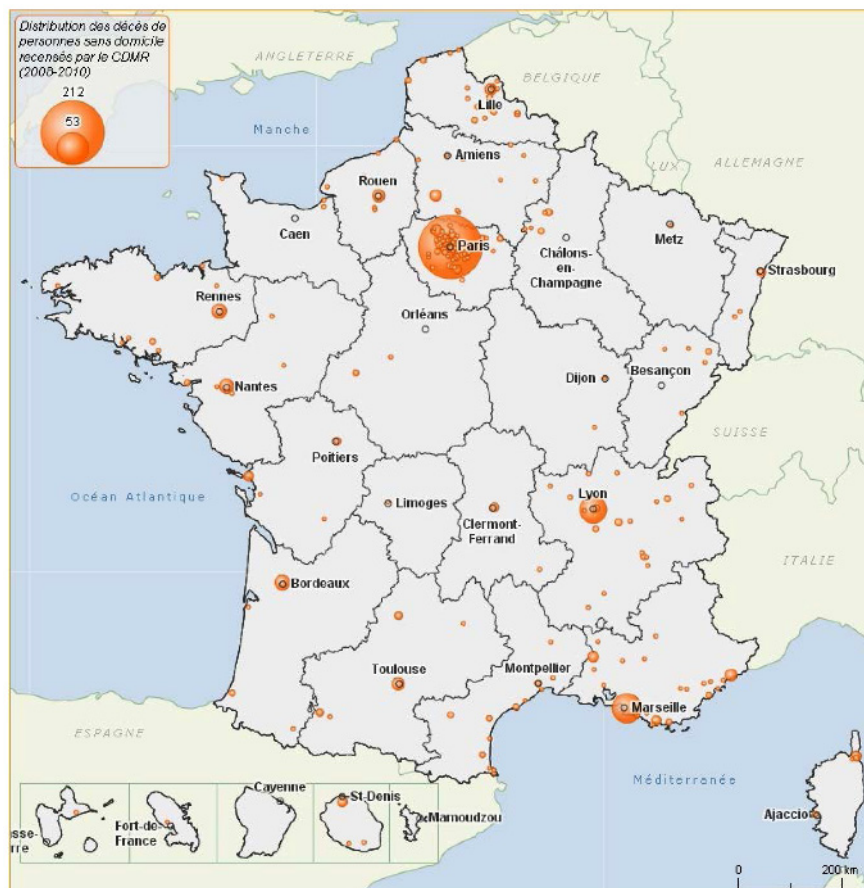 Distribution des décès de
personnes sans domicile
recensés par le CDMR
(2008-2010)
212
53
ANGLETERRE
BELGIQUE
Lille
Manche
Amiens
LUX
ALLEMAGNE
Rouen
Caen
Paris
Metz
Châlons-
en-
Champagne
Strasbourg
Rennes
Orléans
Nantes
Dijon
Besançon
SUISSE
Poitiers
Océan Atlantique
Limoges
Lyon
Clermont-
Ferrand
ITALIE
Bordeaux
Toulouse
Montpellier
Marseille
ESPAGNE
Méditerranée
Cayenne
St-Denis
Mamoudzou
Ajaccio
Fort-de-
France
0
200 km